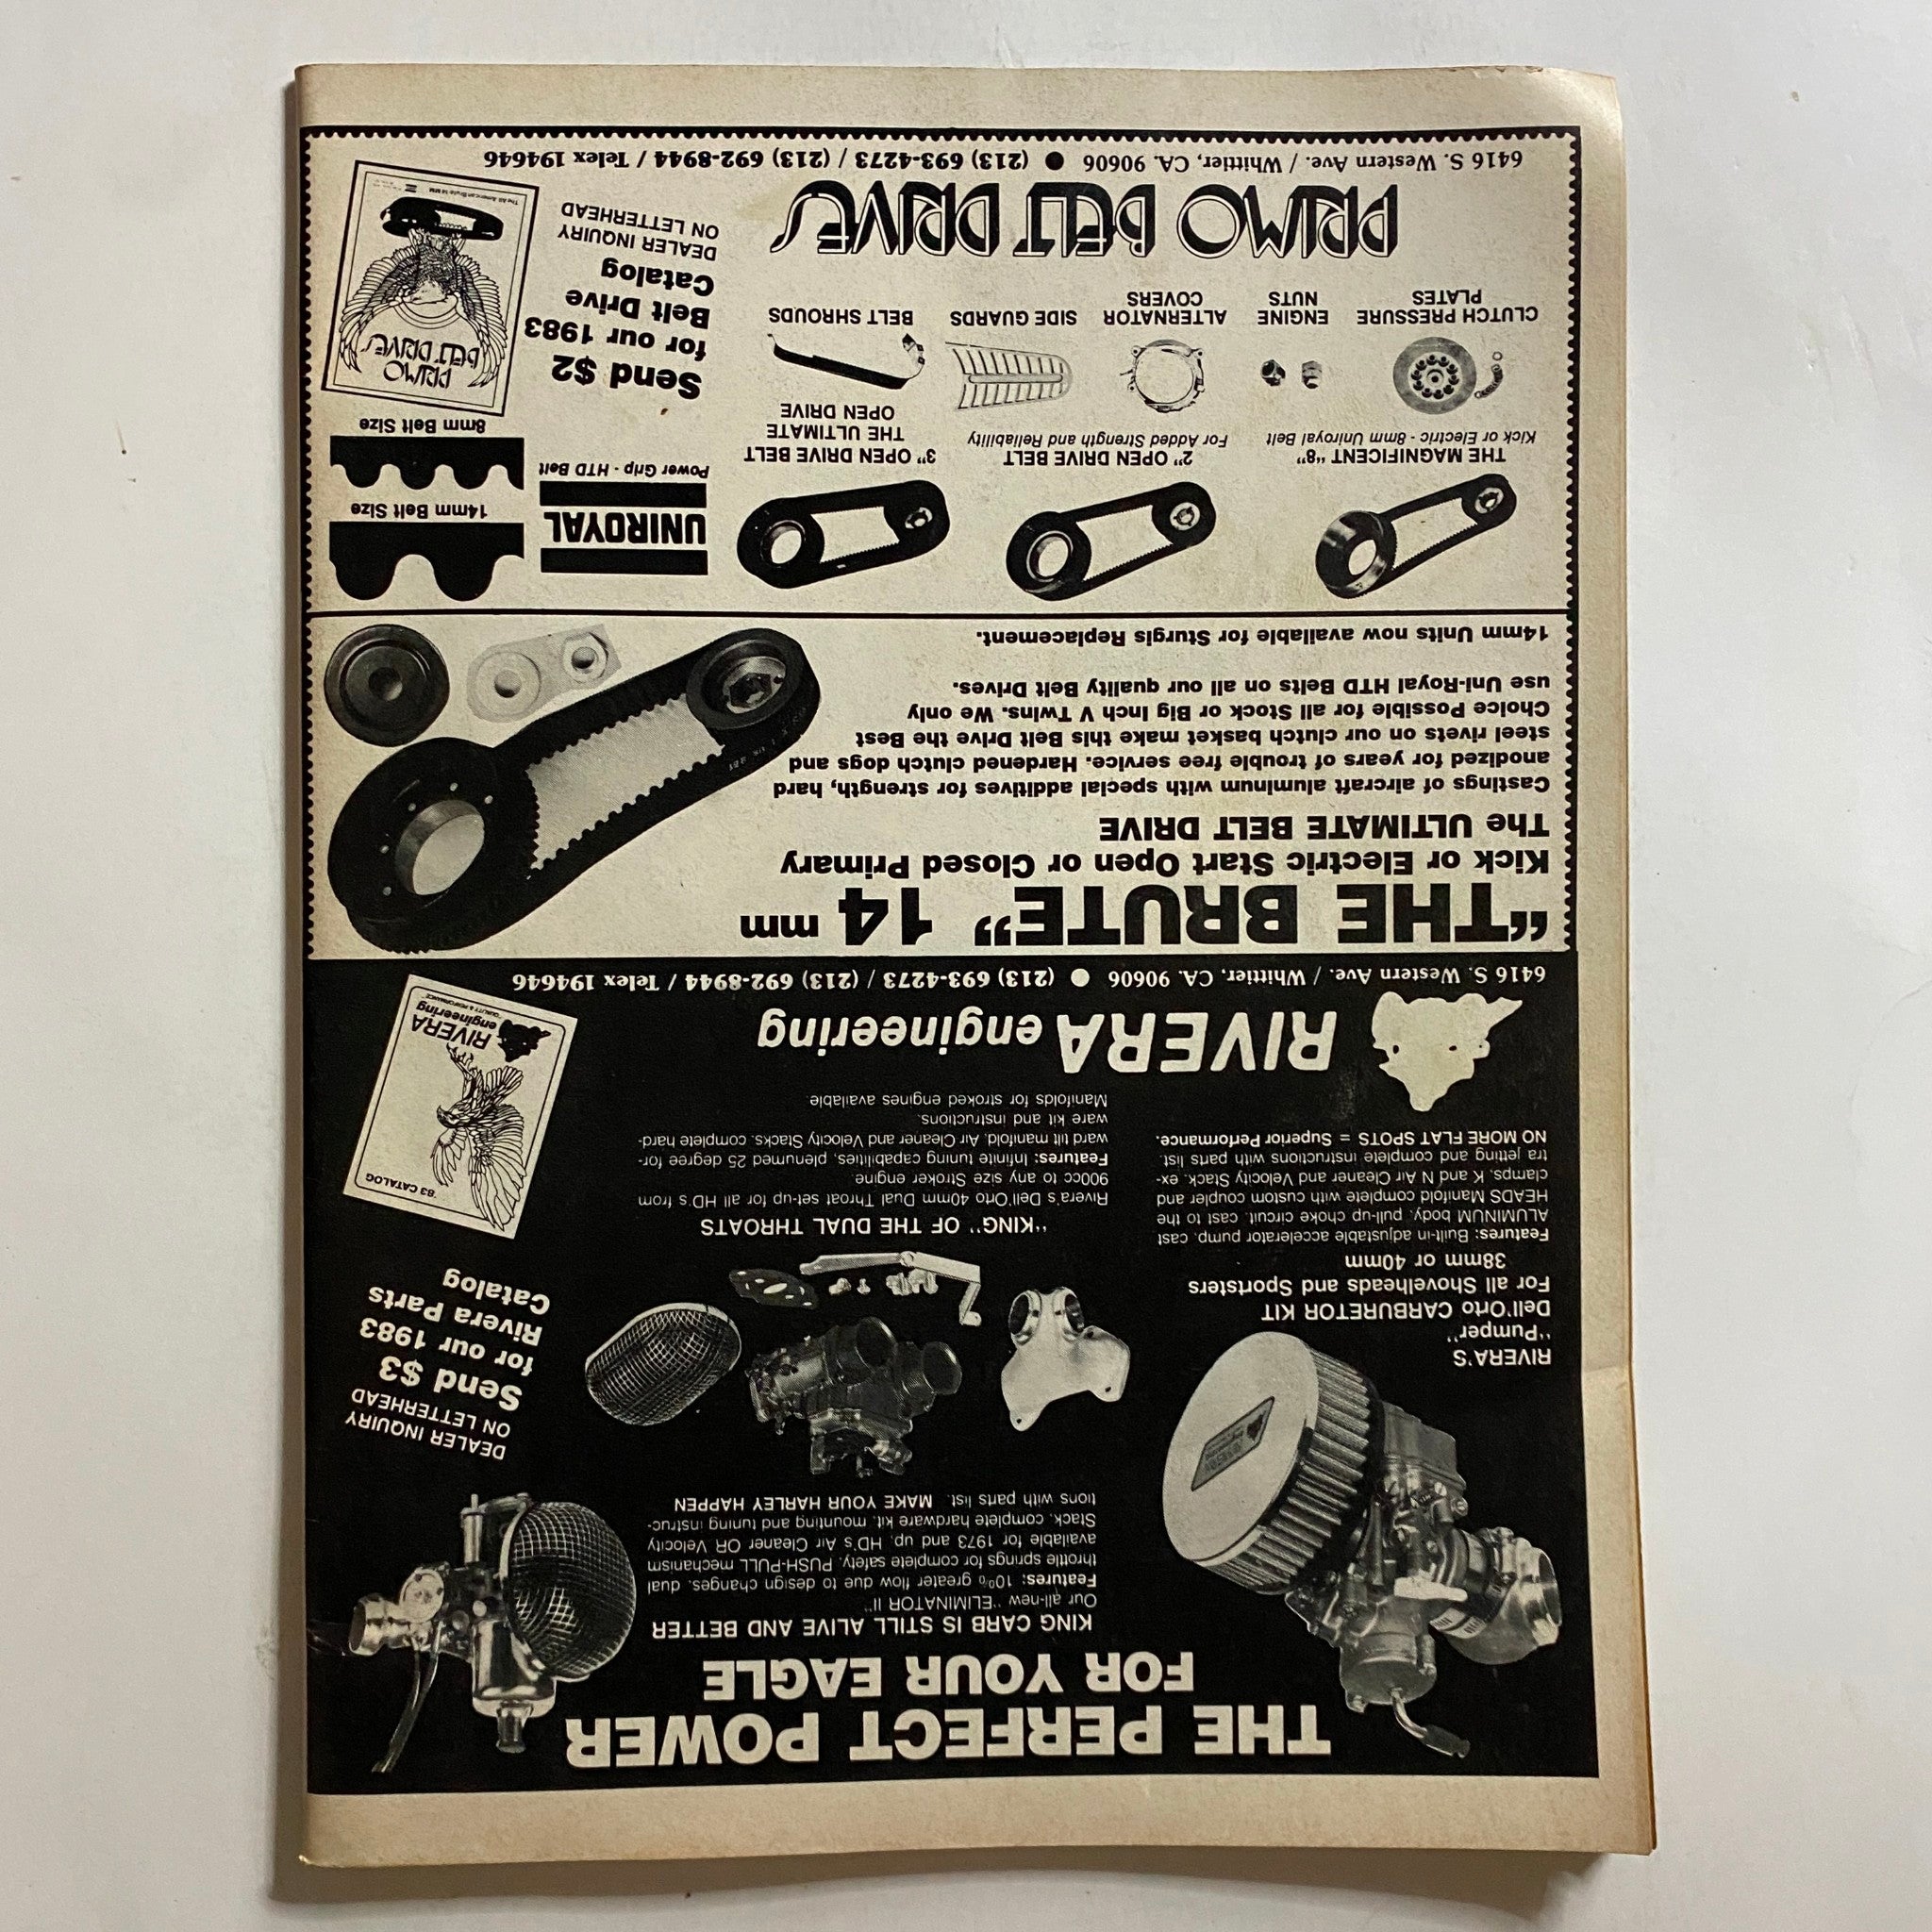 THE PERFECT POWER
FOR YOUR EAGLE
KING CARB IS STILL ALIVE AND BETTER
Our all-new "ELIMINATOR II"
Features: 10% greater flow due to design changes, dual
throttle springs for complete safety, PUSH-PULL mechanism
available for 1973 and up, HD's Air Cleaner OR Velocity
Stack, complete hardware kit, mounting and tuning instruc-
tions with parts list. MAKE YOUR HARLEY HAPPEN
RIVERA'S
"Pumper"
Dell'Orto CARBURETOR KIT
For all Shovelheads and Sportsters
38mm or 40mm
Features: Built-in adjustable accelerator pump, cast
ALUMINUM body, pull-up choke circuit, cast to the
HEADS Manifold complete with custom coupler and
clamps, K and N Air Cleaner and Velocity Stack, ex-
tra jetting and complete instructions with parts list.
NO MORE FLAT SPOTS = Superior Performance.
"KING" OF THE DUAL THROATS
Rivera's Dell'Orto 40mm Dual Throat set-up for all HD's from
900cc to any size Stroker engine.
Features: Infinite tuning capabilities, plenumed 25 degree for-
ward tilt manifold, Air Cleaner and Velocity Stacks, complete hard-
ware kit and instructions.
Manifolds for stroked engines available.
DEALER INQUIRY
ON LETTERHEAD
Send $3
for our 1983
Rivera Parts
Catalog
'83 CATALOG
RIVERA
engineering
"QUALITY & PERFORMANCE"
RIVERA engineering
6416 S. Western Ave. / Whittier, CA. 90606 ● (213) 693-4273 / (213) 692-8944 / Telex 194646
"THE BRUTE" 14 mm
Kick or Electric Start Open or Closed Primary
The ULTIMATE BELT DRIVE
Castings of aircraft aluminum with special additives for strength, hard
anodized for years of trouble free service. Hardened clutch dogs and
steel rivets on our clutch basket make this Belt Drive the Best
Choice Possible for all Stock or Big Inch V Twins. We only
use Uni-Royal HTD Belts on all our quality Belt Drives.
14mm Units now available for Sturgis Replacement.
THE MAGNIFICENT "8"
Kick or Electric - 8mm Uniroyal Belt
2" OPEN DRIVE BELT
For Added Strength and Reliability
3" OPEN DRIVE BELT
THE ULTIMATE
OPEN DRIVE
UNIROYAL
Power Grip - HTD Belt
14mm Belt Size
8mm Belt Size
CLUTCH PRESSURE
PLATES
ENGINE
NUTS
ALTERNATOR
COVERS
SIDE GUARDS
BELT SHROUDS
Send $2
for our 1983
Belt Drive
Catalog
DEALER INQUIRY
ON LETTERHEAD
PRIMO
BELT DRIVES
The All American Brute 14 MM
PRIMO BELT DRIVES
6416 S. Western Ave. / Whittier, CA. 90606 ● (213) 693-4273 / (213) 692-8944 / Telex 194646